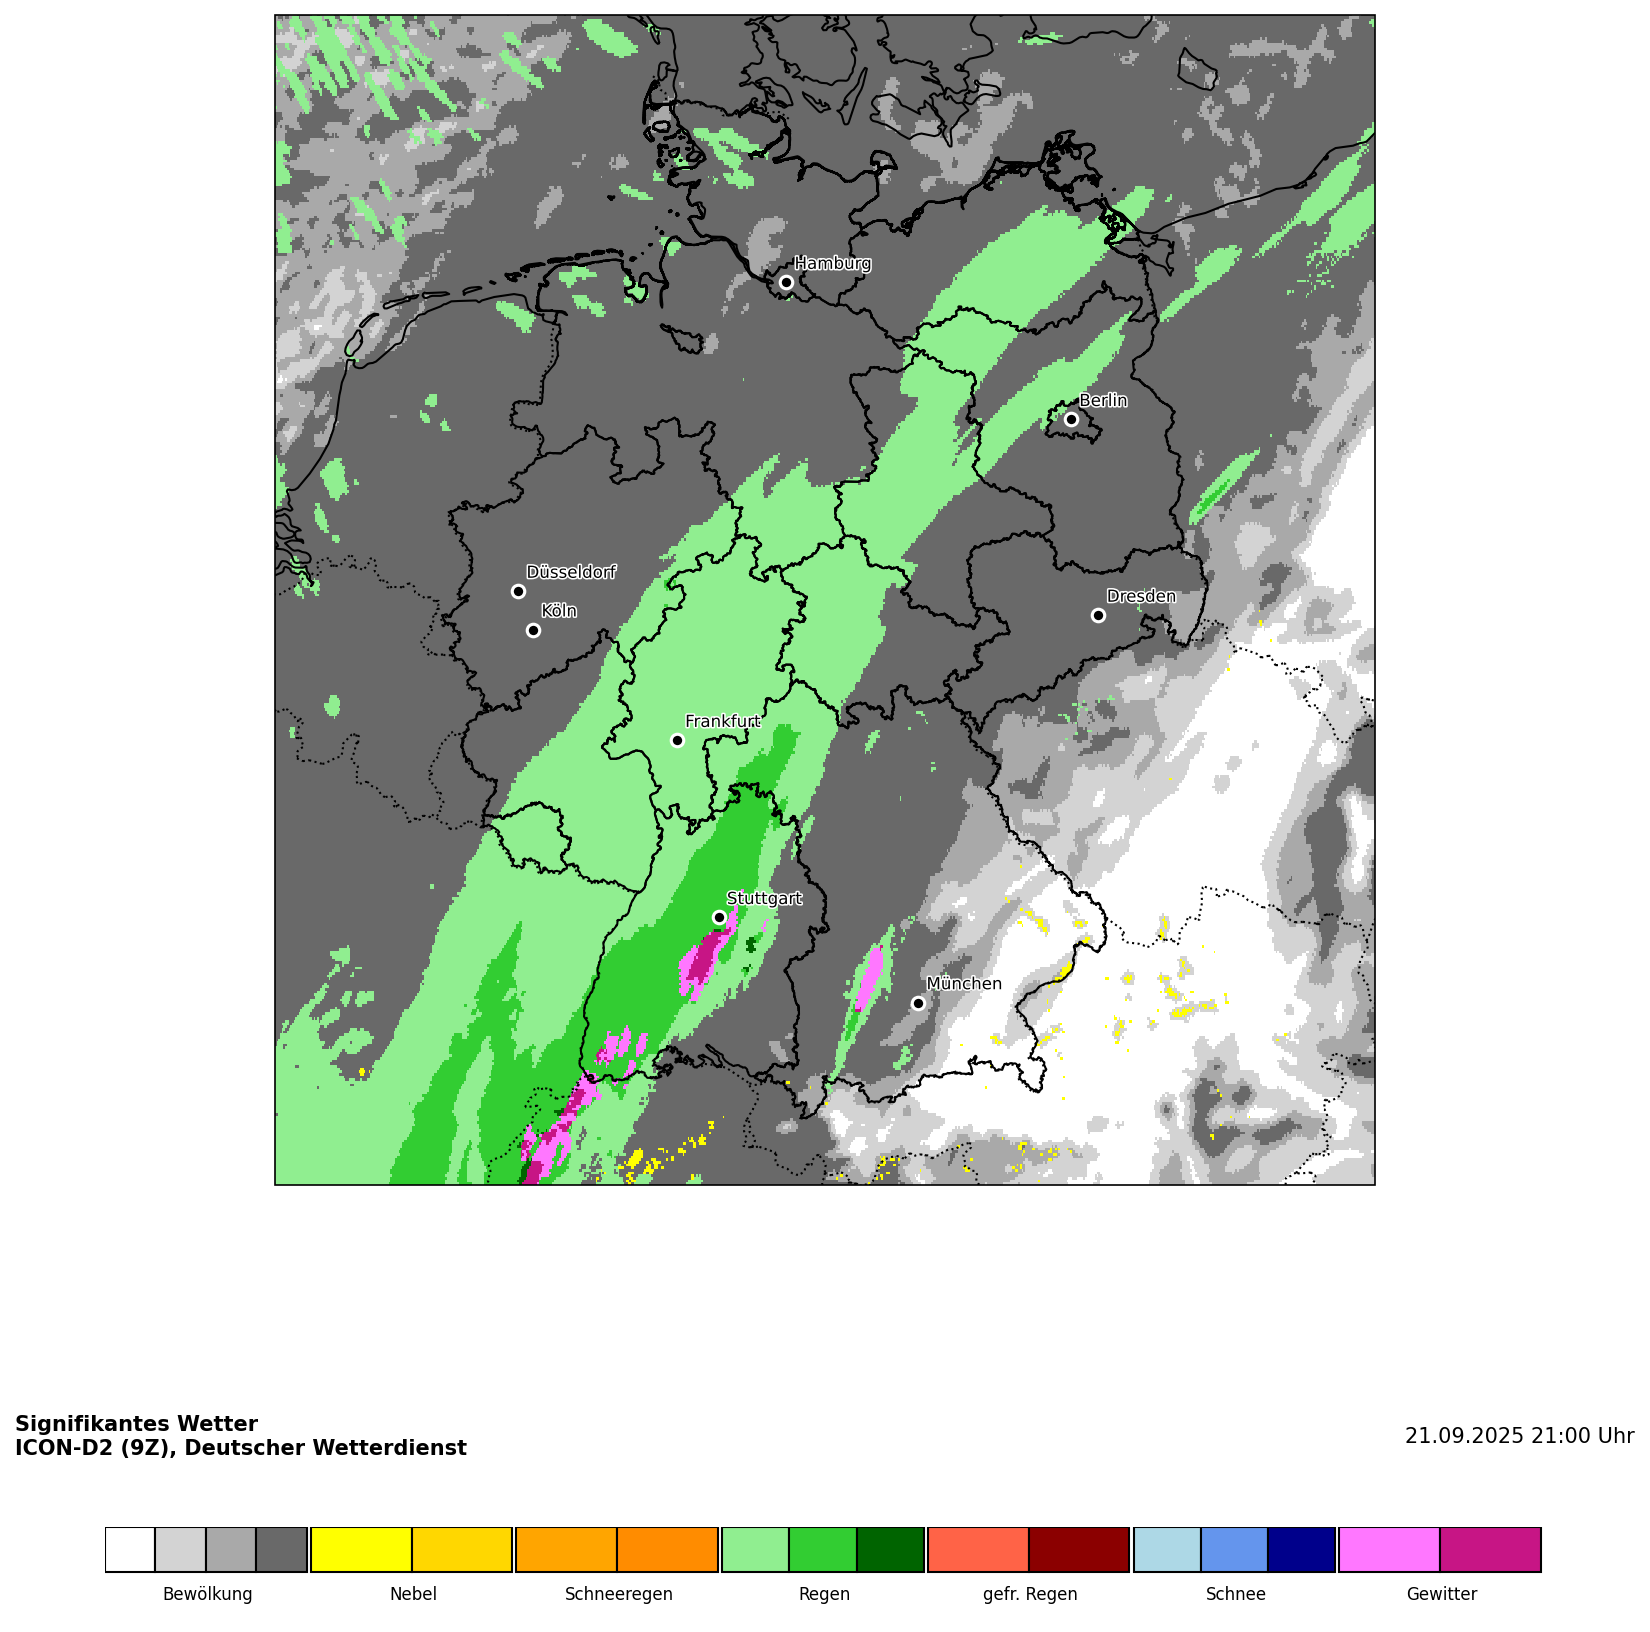 Hamburg
Berlin
Düsseldorf
Köln
Dresden
Frankfurt
Stuttgart
München
Signifikantes Wetter
ICON-D2 (9Z), Deutscher Wetterdienst
21.09.2025 21:00 Uhr
Bewölkung Nebel Schneeregen Regen gefr. Regen Schnee Gewitter